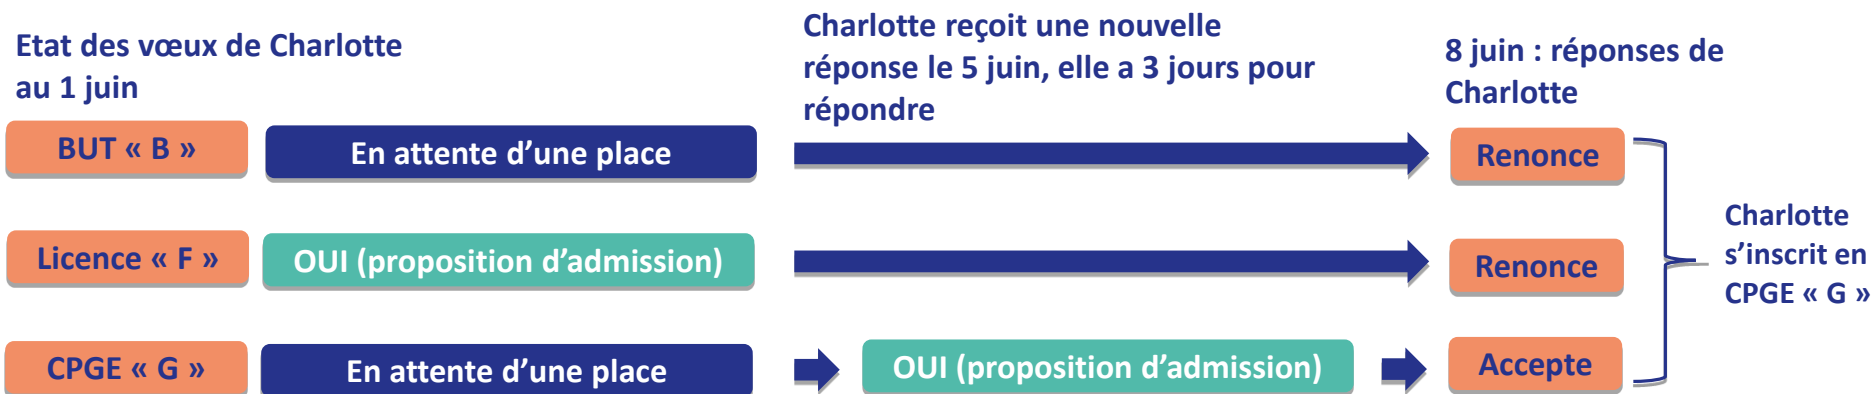 Etat des vœux de Charlotte
au 1 juin
Charlotte reçoit une nouvelle
réponse le 5 juin, elle a 3 jours pour
répondre
8 juin : réponses de
Charlotte
BUT « B »
En attente d’une place
Renonce
Licence « F »
OUI (proposition d’admission)
Renonce
CPGE « G »
En attente d’une place
OUI (proposition d’admission)
Accepte
Charlotte
s’inscrit en
CPGE « G »